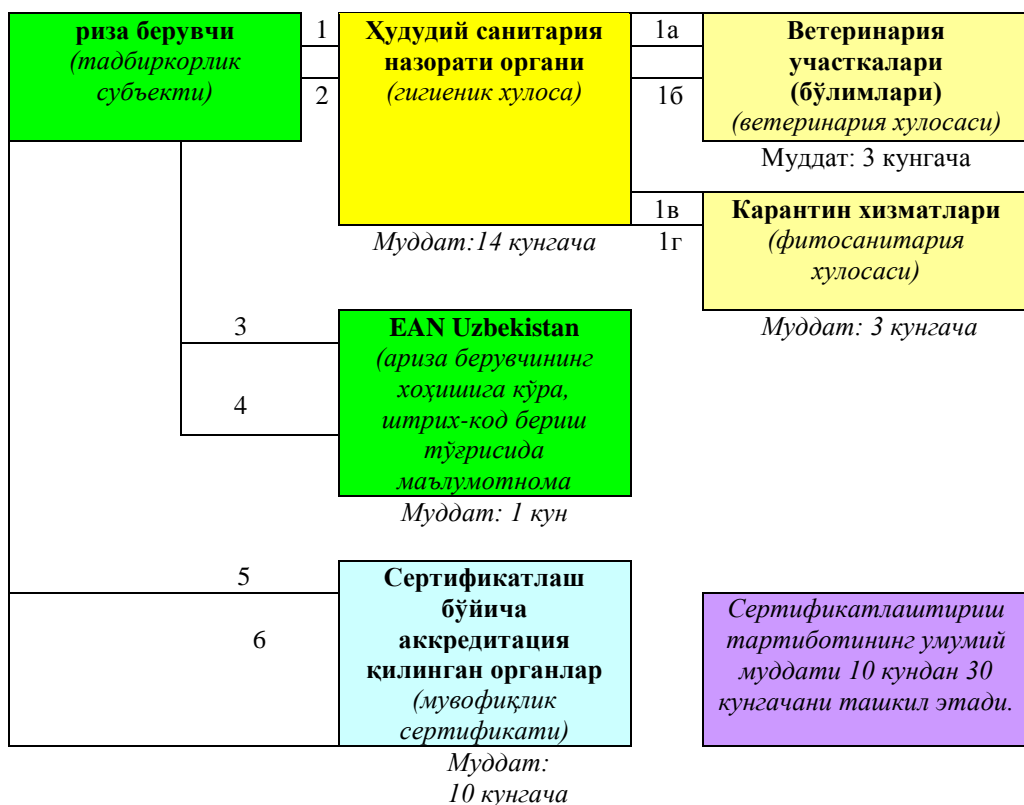 риза берувчи
(тадбиркорлик
субъекти)
1
2
Ҳудудий санитария
назорати органи
(гигиеник хулоса)
1а
1б
Ветеринария
участкалари
(бўлимлари)
(ветеринария хулосаси)
Муддат: 3 кунгача
Муддат:14 кунгача
1в
1г
Карантин хизматлари
(фитосанитария
хулосаси)
Муддат: 3 кунгача
3
4
EAN Uzbekistan
(ариза берувчининг
хоҳишига кўра,
штрих-код бериш
тўғрисида
маълумотнома
Муддат: 1 кун
5
6
Сертификатлаш
бўйича
аккредитация
қилинган органлар
(мувофиқлик
сертификати)
Муддат:
10 кунгача
Сертификатлаштириш
тартиботининг умумий
муддати 10 кундан 30
кунгачани ташкил этади.